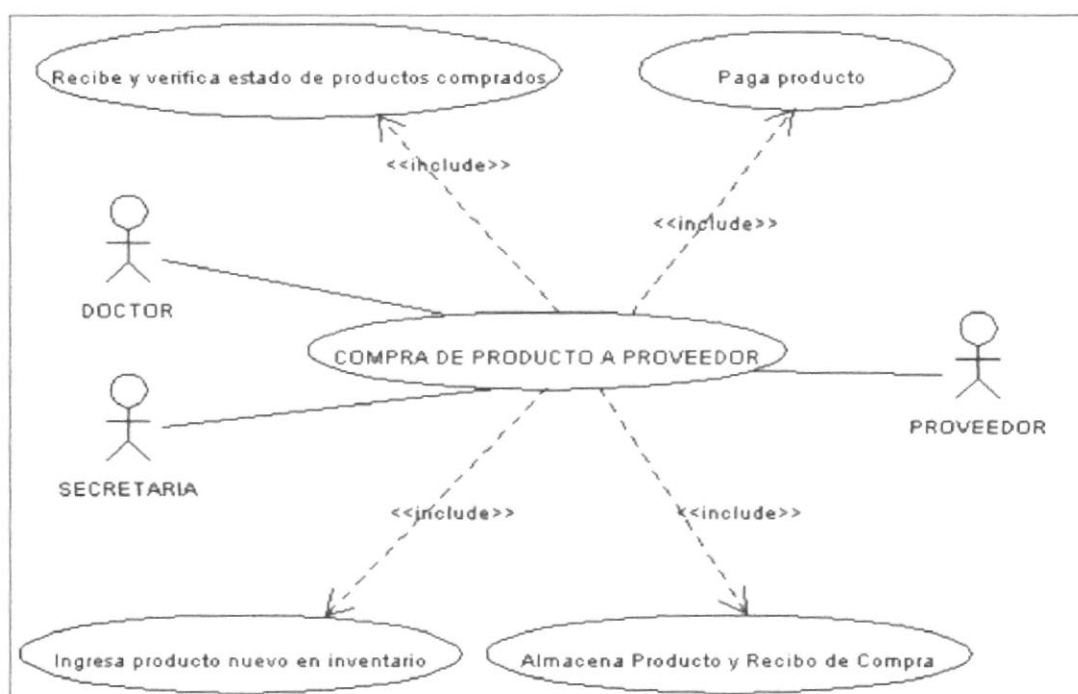 Recibe y verifica estado de productos comprados
Paga producto
<<include>>
<<include>>
DOCTOR
COMPRA DE PRODUCTO A PROVEEDOR
PROVEEDOR
SECRETARIA
<<include>>
<<include>>
Ingresa producto nuevo en inventario
Almacena Producto y Recibo de Compra